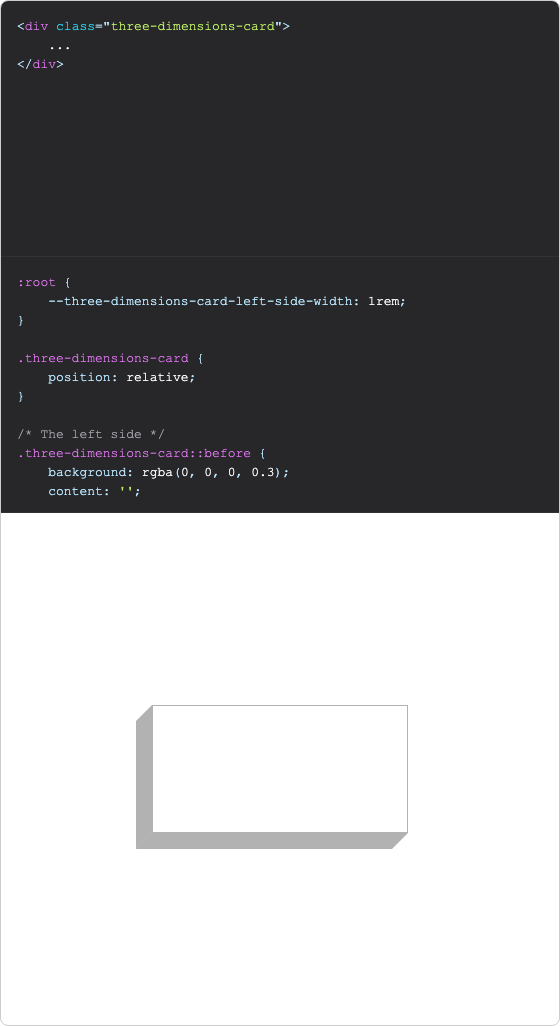 <div class="three-dimensions-card">
    ...
</div>
:root {
    --three-dimensions-card-left-side-width: 1rem;
}
.three-dimensions-card {
    position: relative;
}
/* The left side */
.three-dimensions-card::before {
    background: rgba(0, 0, 0, 0.3);
    content: '';